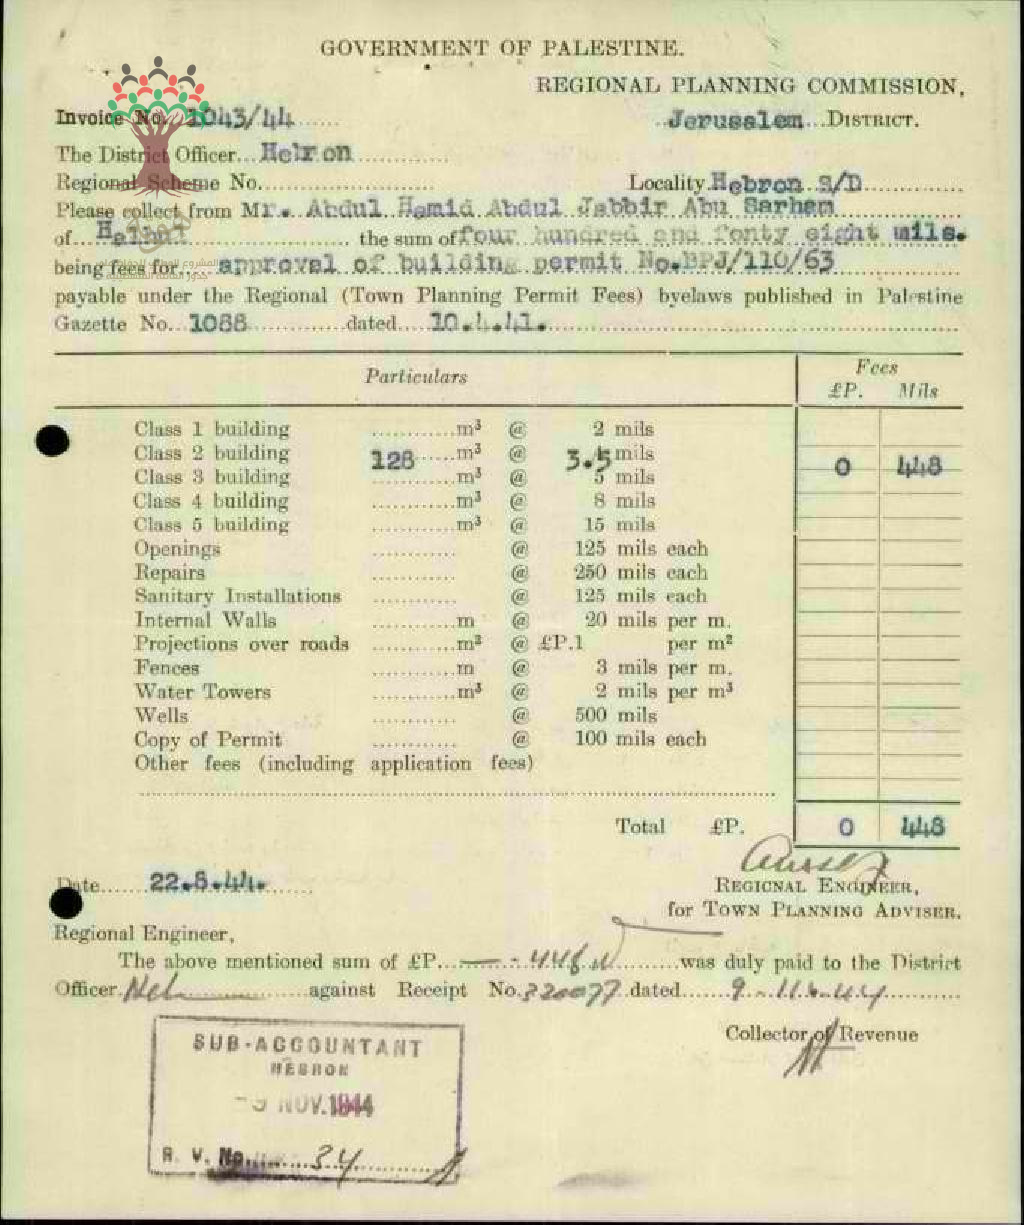 GOVERNMENT OF PALESTINE.
REGIONAL PLANNING COMMISSION,
Invoice No. 1043/44 Jerusalem DISTRICT.
The District Officer Hebron
Regional Scheme No. Locality Hebron S/D
Please collect from Mr. Abdul Hamid Abdul Jabbir Abu Sarham
of Helhul the sum of four hundred and fonty eight mils.
being fees for approval of building permit No.BPJ/110/63
payable under the Regional (Town Planning Permit Fees) byelaws published in Palestine
Gazette No. 1088 dated 10.4.41.
Particulars Fees
£P. Mils
Class 1 building m³ @ 2 mils
Class 2 building 128 m³ @ 3.5 mils 0 448
Class 3 building m³ @ 5 mils
Class 4 building m³ @ 8 mils
Class 5 building m³ @ 15 mils
Openings @ 125 mils each
Repairs @ 250 mils each
Sanitary Installations @ 125 mils each
Internal Walls m @ 20 mils per m.
Projections over roads m² @ £P.1 per m²
Fences m @ 3 mils per m.
Water Towers m³ @ 2 mils per m³
Wells @ 500 mils
Copy of Permit @ 100 mils each
Other fees (including application fees)
Total £P. 0 448
Date 22.8.44.
REGIONAL ENGINEER,
for TOWN PLANNING ADVISER.
Regional Engineer,
The above mentioned sum of £P. — - 448 was duly paid to the District
Officer Heb against Receipt No. 320077 dated 9-11-44
Collector of Revenue
SUB-ACCOUNTANT
HEBRON
-9 NOV.1944
R. V. No. 34